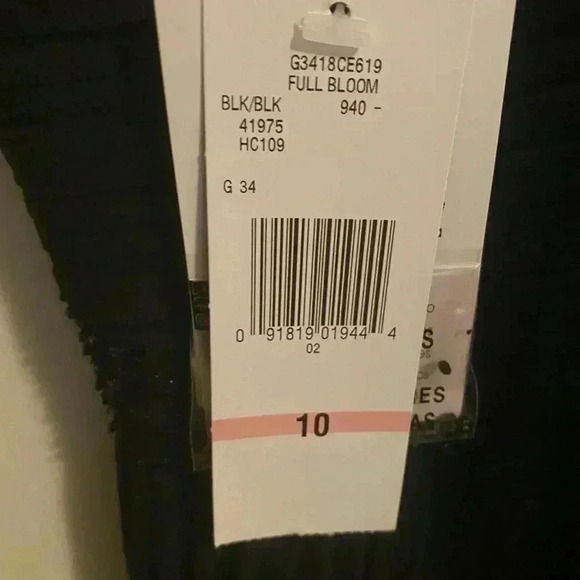 G3418CE619
FULL BLOOM
BLK/BLK 940 -
41975
HC109
G 34
0 91819 01944 4
02
10